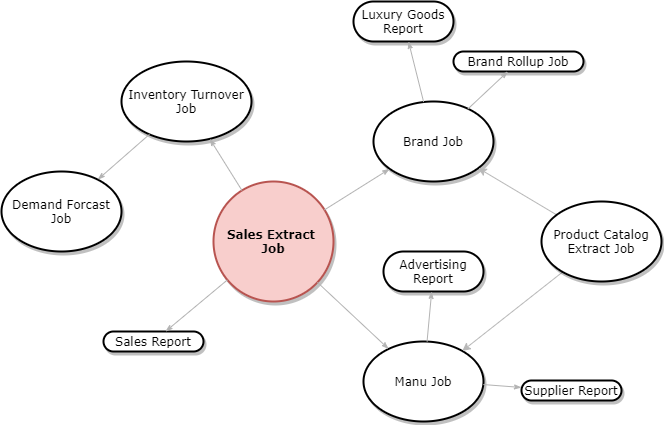 Luxury Goods
Report
Brand Rollup Job
Inventory Turnover
Job
Brand Job
Demand Forcast
Job
Sales Extract
Job
Product Catalog
Extract Job
Advertising
Report
Sales Report
Manu Job
Supplier Report